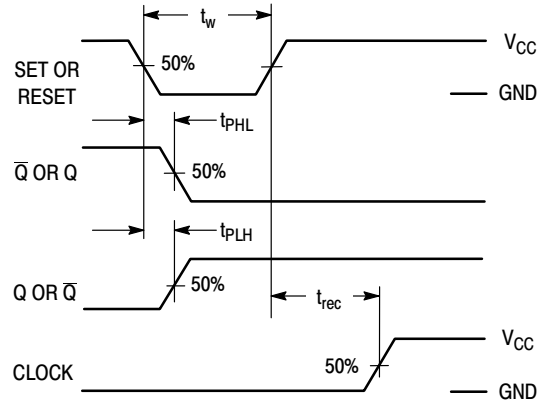 t_w
V_CC
SET OR
RESET
50%
GND
t_PHL
Q̅ OR Q
50%
t_PLH
Q OR Q̅
50%
t_rec
V_CC
50%
CLOCK
GND